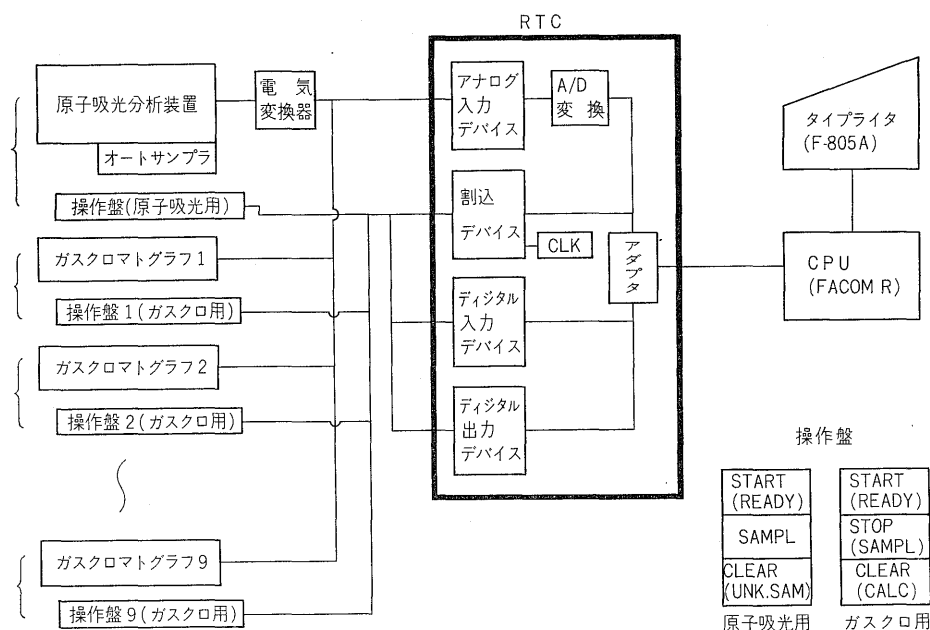 RTC
原子吸光分析装置
オートサンプラ
操作盤(原子吸光用)
電気
変換器
ガスクロマトグラフ1
操作盤1(ガスクロ用)
ガスクロマトグラフ2
操作盤2(ガスクロ用)
ガスクロマトグラフ9
操作盤9(ガスクロ用)
アナログ
入力
デバイス
A/D
変換
割込
デバイス
CLK
ディジタル
入力
デバイス
ディジタル
出力
デバイス
アダプタ
タイプライタ
(F-805A)
CPU
(FACOM R)
操作盤
START
(READY)
SAMPL
CLEAR
(UNK.SAM)
原子吸光用
START
(READY)
STOP
(SAMPL)
CLEAR
(CALC)
ガスクロ用